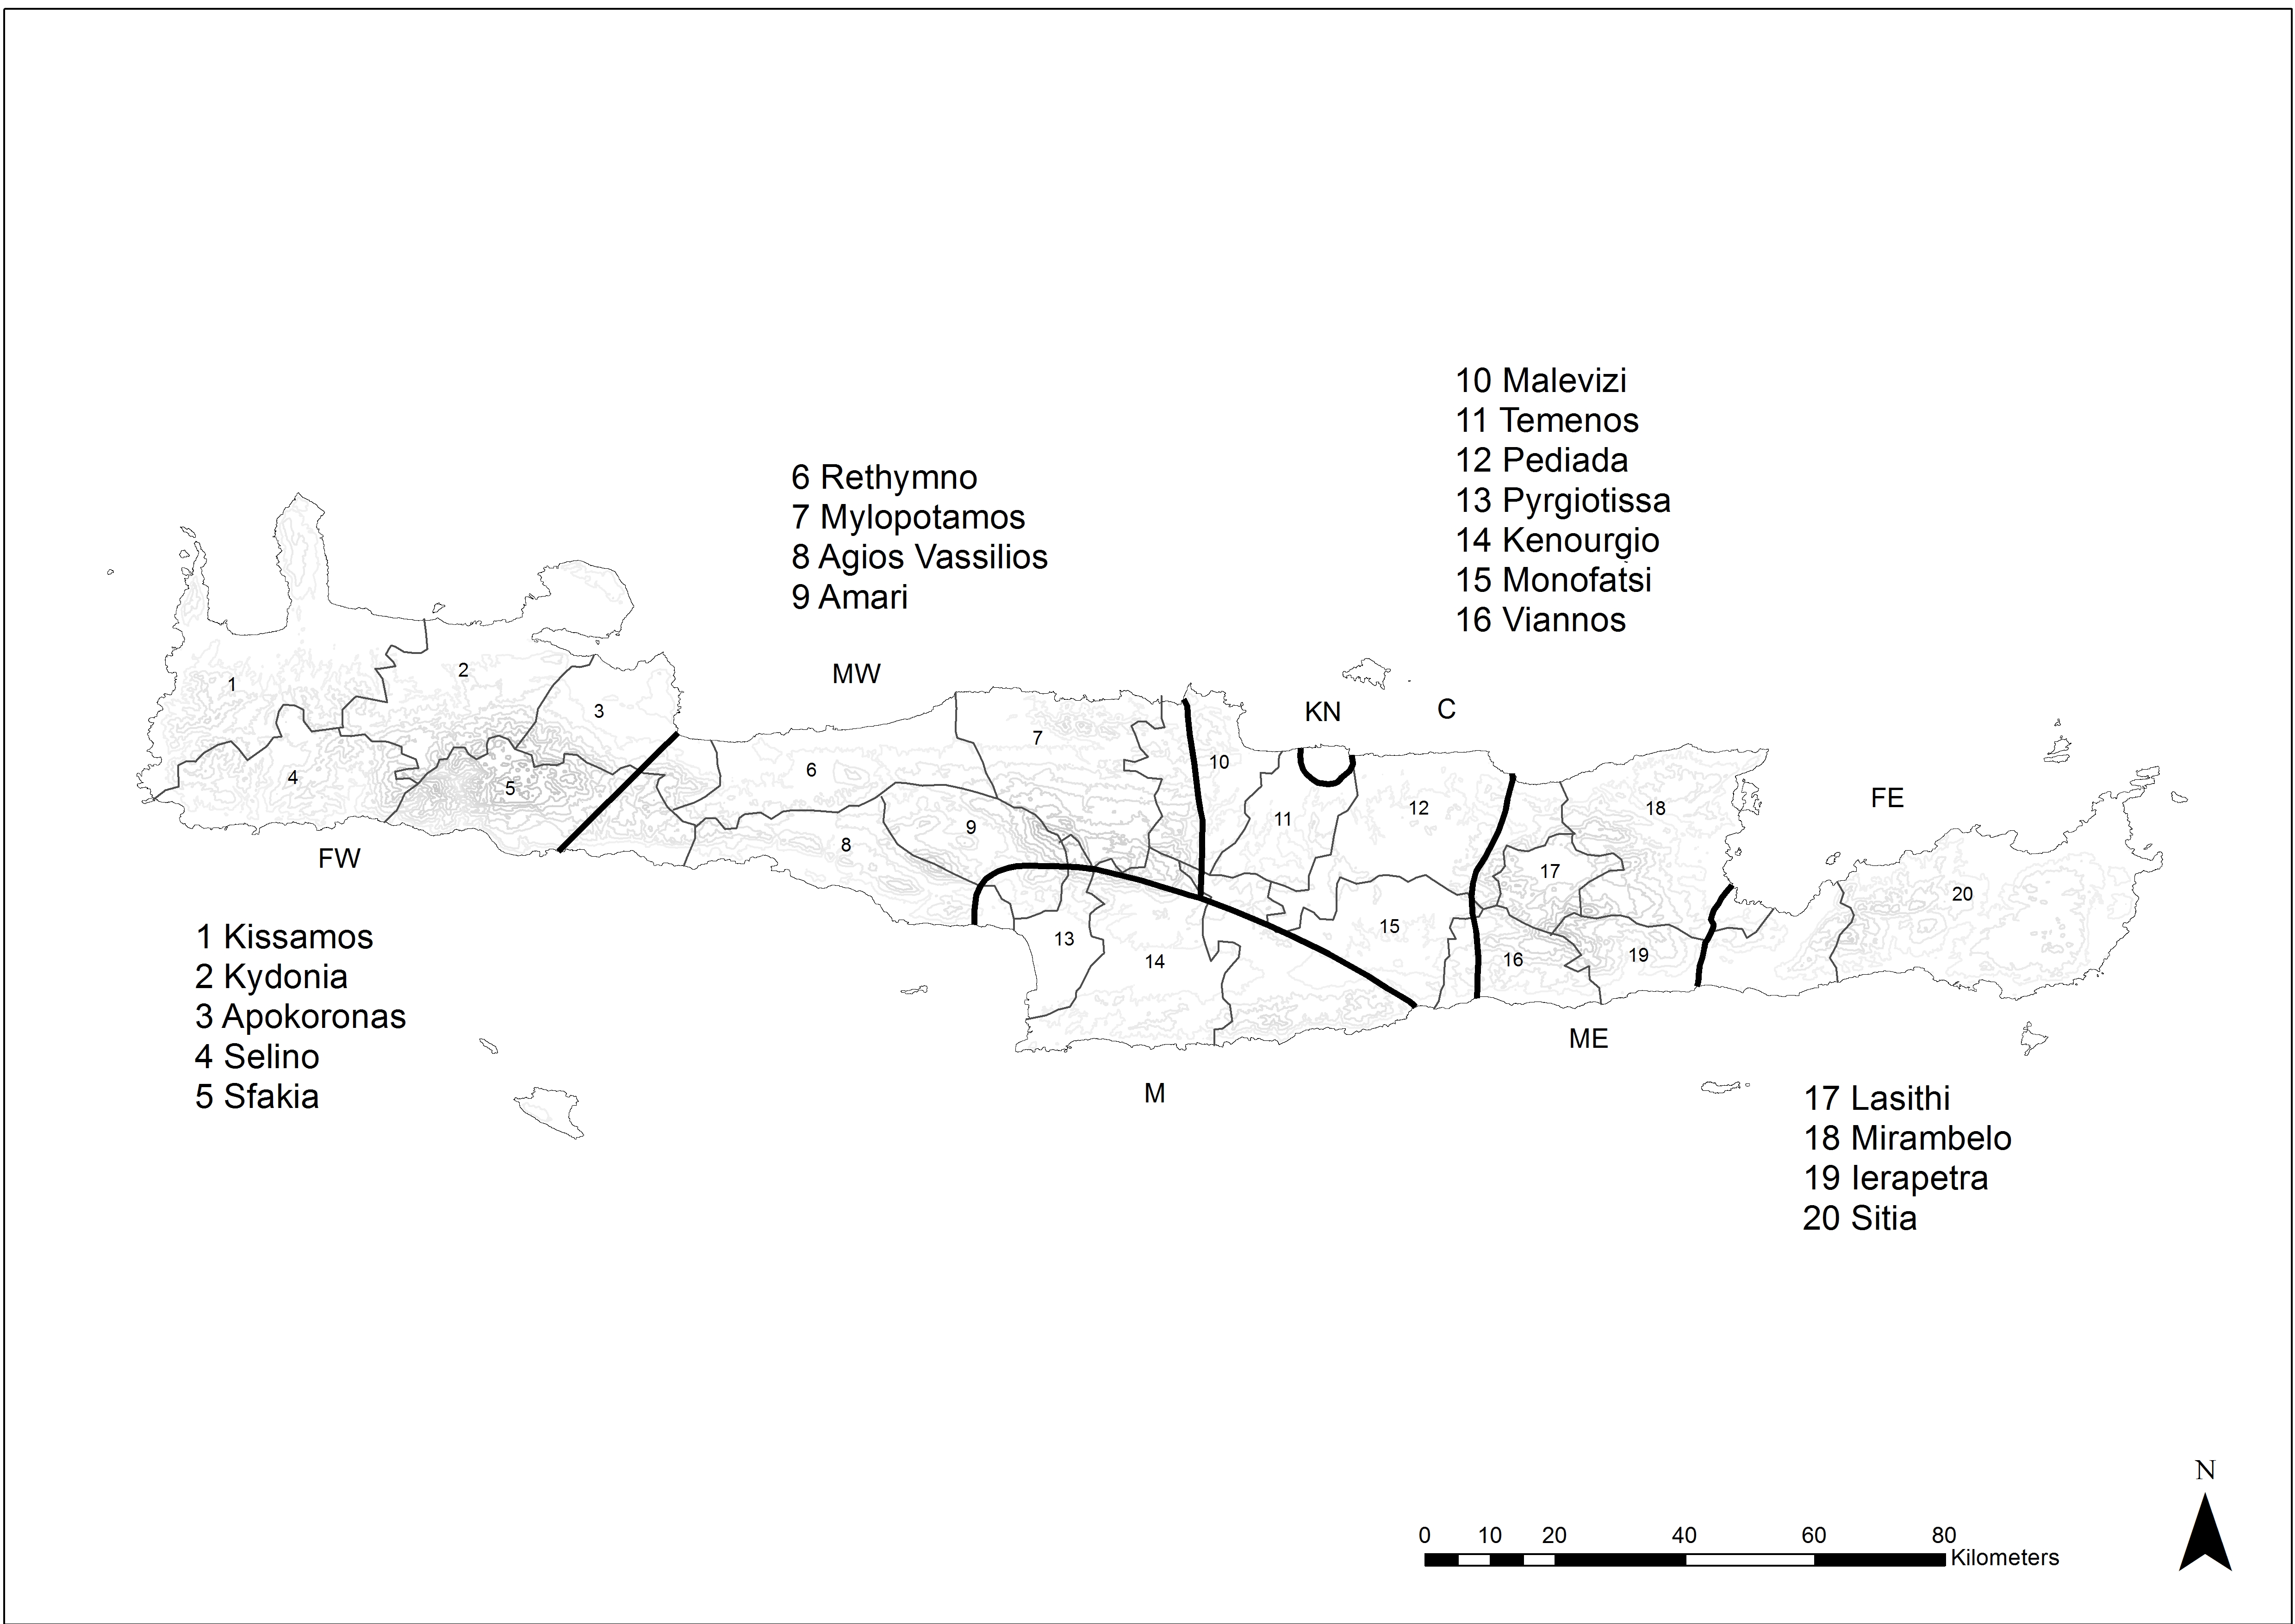 10 Malevizi
11 Temenos
12 Pediada
13 Pyrgiotissa
14 Kenourgio
15 Monofatsi
16 Viannos
6 Rethymno
7 Mylopotamos
8 Agios Vassilios
9 Amari
MW
KN
C
FE
FW
ME
M
1
2
3
4
5
6
7
8
9
10
11
12
13
14
15
16
17
18
19
20
1 Kissamos
2 Kydonia
3 Apokoronas
4 Selino
5 Sfakia
17 Lasithi
18 Mirambelo
19 Ierapetra
20 Sitia
N
0 10 20 40 60 80
Kilometers